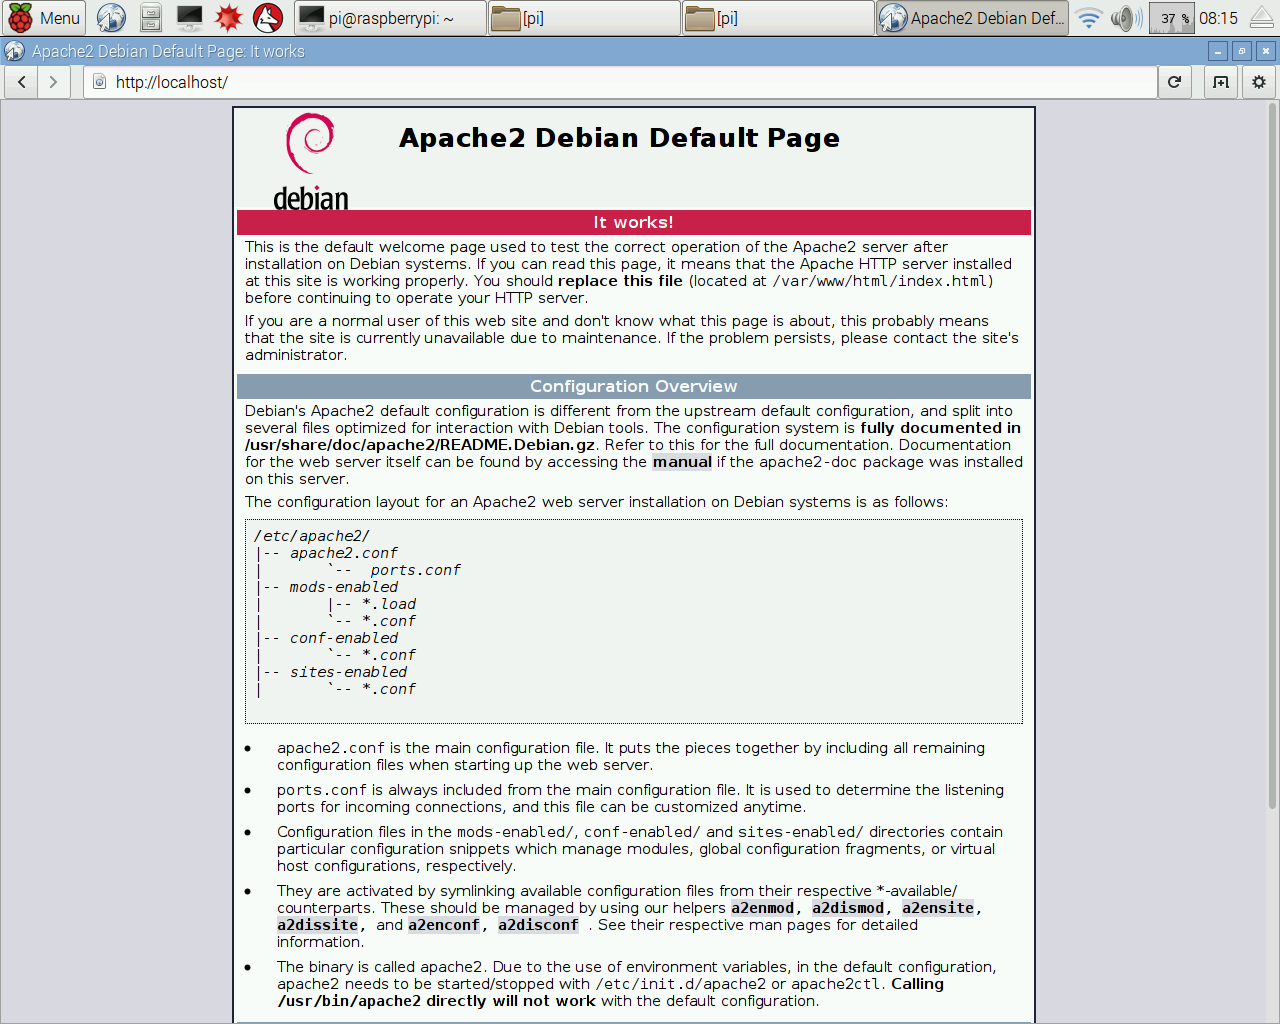 Menu pi@raspberrypi: ~ [pi] [pi] Apache2 Debian Def... 37 % 08:15
Apache2 Debian Default Page: It works
http://localhost/
debian
Apache2 Debian Default Page
It works!
This is the default welcome page used to test the correct operation of the Apache2 server after
installation on Debian systems. If you can read this page, it means that the Apache HTTP server installed
at this site is working properly. You should replace this file (located at /var/www/html/index.html)
before continuing to operate your HTTP server.
If you are a normal user of this web site and don't know what this page is about, this probably means
that the site is currently unavailable due to maintenance. If the problem persists, please contact the site's
administrator.
Configuration Overview
Debian's Apache2 default configuration is different from the upstream default configuration, and split into
several files optimized for interaction with Debian tools. The configuration system is fully documented in
/usr/share/doc/apache2/README.Debian.gz. Refer to this for the full documentation. Documentation
for the web server itself can be found by accessing the manual if the apache2-doc package was installed
on this server.
The configuration layout for an Apache2 web server installation on Debian systems is as follows:
/etc/apache2/
|-- apache2.conf
|       `--  ports.conf
|-- mods-enabled
|       |-- *.load
|       `-- *.conf
|-- conf-enabled
|       `-- *.conf
|-- sites-enabled
|       `-- *.conf
• apache2.conf is the main configuration file. It puts the pieces together by including all remaining
configuration files when starting up the web server.
• ports.conf is always included from the main configuration file. It is used to determine the listening
ports for incoming connections, and this file can be customized anytime.
• Configuration files in the mods-enabled/, conf-enabled/ and sites-enabled/ directories contain
particular configuration snippets which manage modules, global configuration fragments, or virtual
host configurations, respectively.
• They are activated by symlinking available configuration files from their respective *-available/
counterparts. These should be managed by using our helpers a2enmod, a2dismod, a2ensite,
a2dissite, and a2enconf, a2disconf . See their respective man pages for detailed
information.
• The binary is called apache2. Due to the use of environment variables, in the default configuration,
apache2 needs to be started/stopped with /etc/init.d/apache2 or apache2ctl. Calling
/usr/bin/apache2 directly will not work with the default configuration.